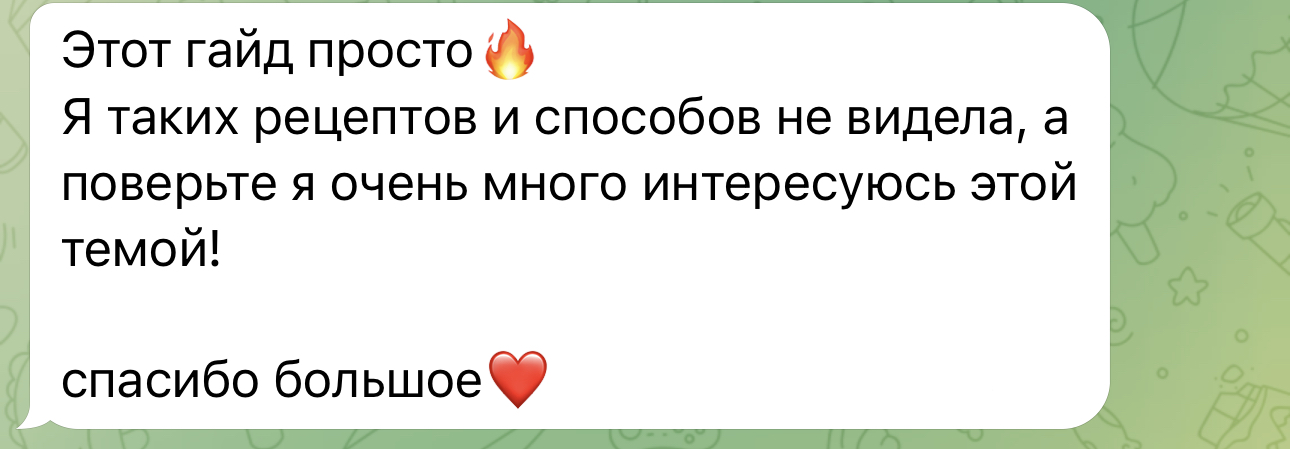 Этот гайд просто🔥
Я таких рецептов и способов не видела, а
поверьте я очень много интересуюсь этой
темой!
спасибо большое❤️